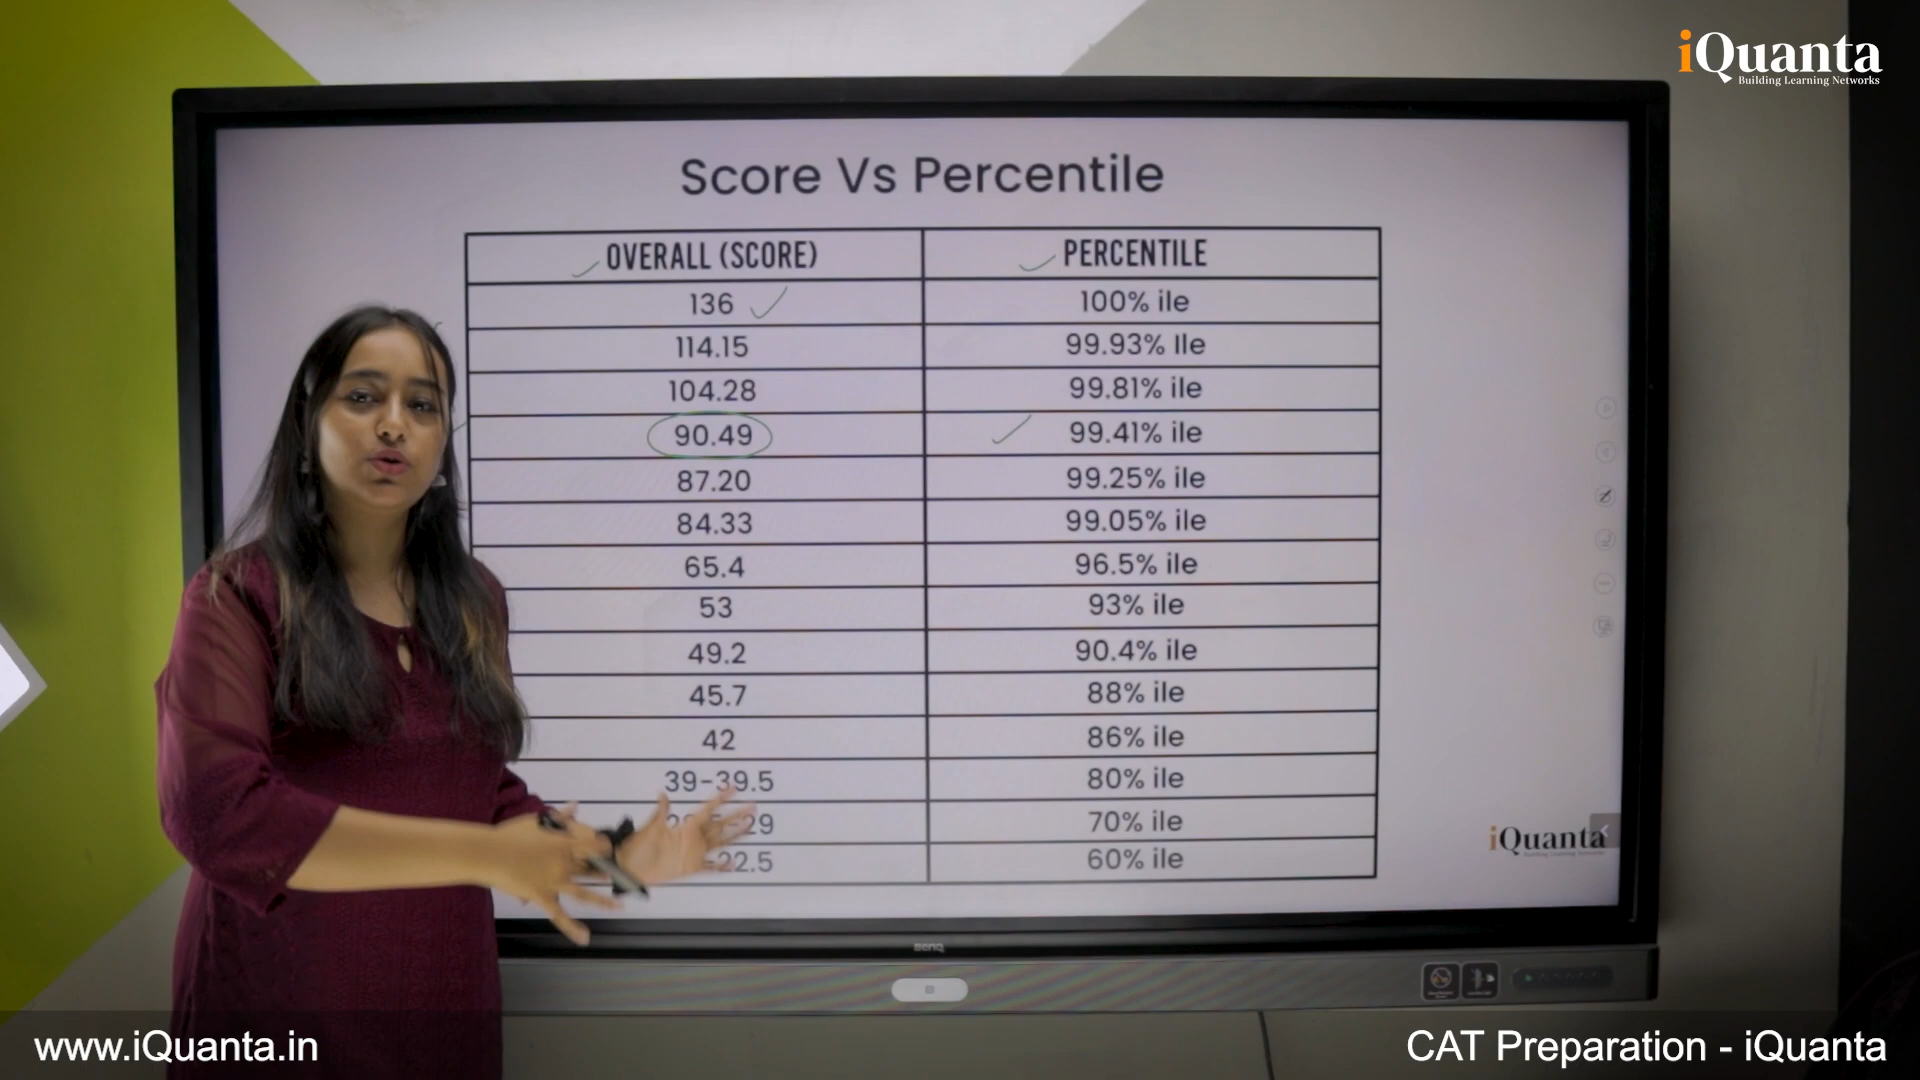 iQuanta
Building Learning Networks
Score Vs Percentile
OVERALL (SCORE) PERCENTILE
136 100% ile
114.15 99.93% Ile
104.28 99.81% ile
90.49 99.41% ile
87.20 99.25% ile
84.33 99.05% ile
65.4 96.5% ile
53 93% ile
49.2 90.4% ile
45.7 88% ile
42 86% ile
39-39.5 80% ile
-29 70% ile
-22.5 60% ile
iQuanta
Building Learning Networks
BenQ
www.iQuanta.in
CAT Preparation - iQuanta